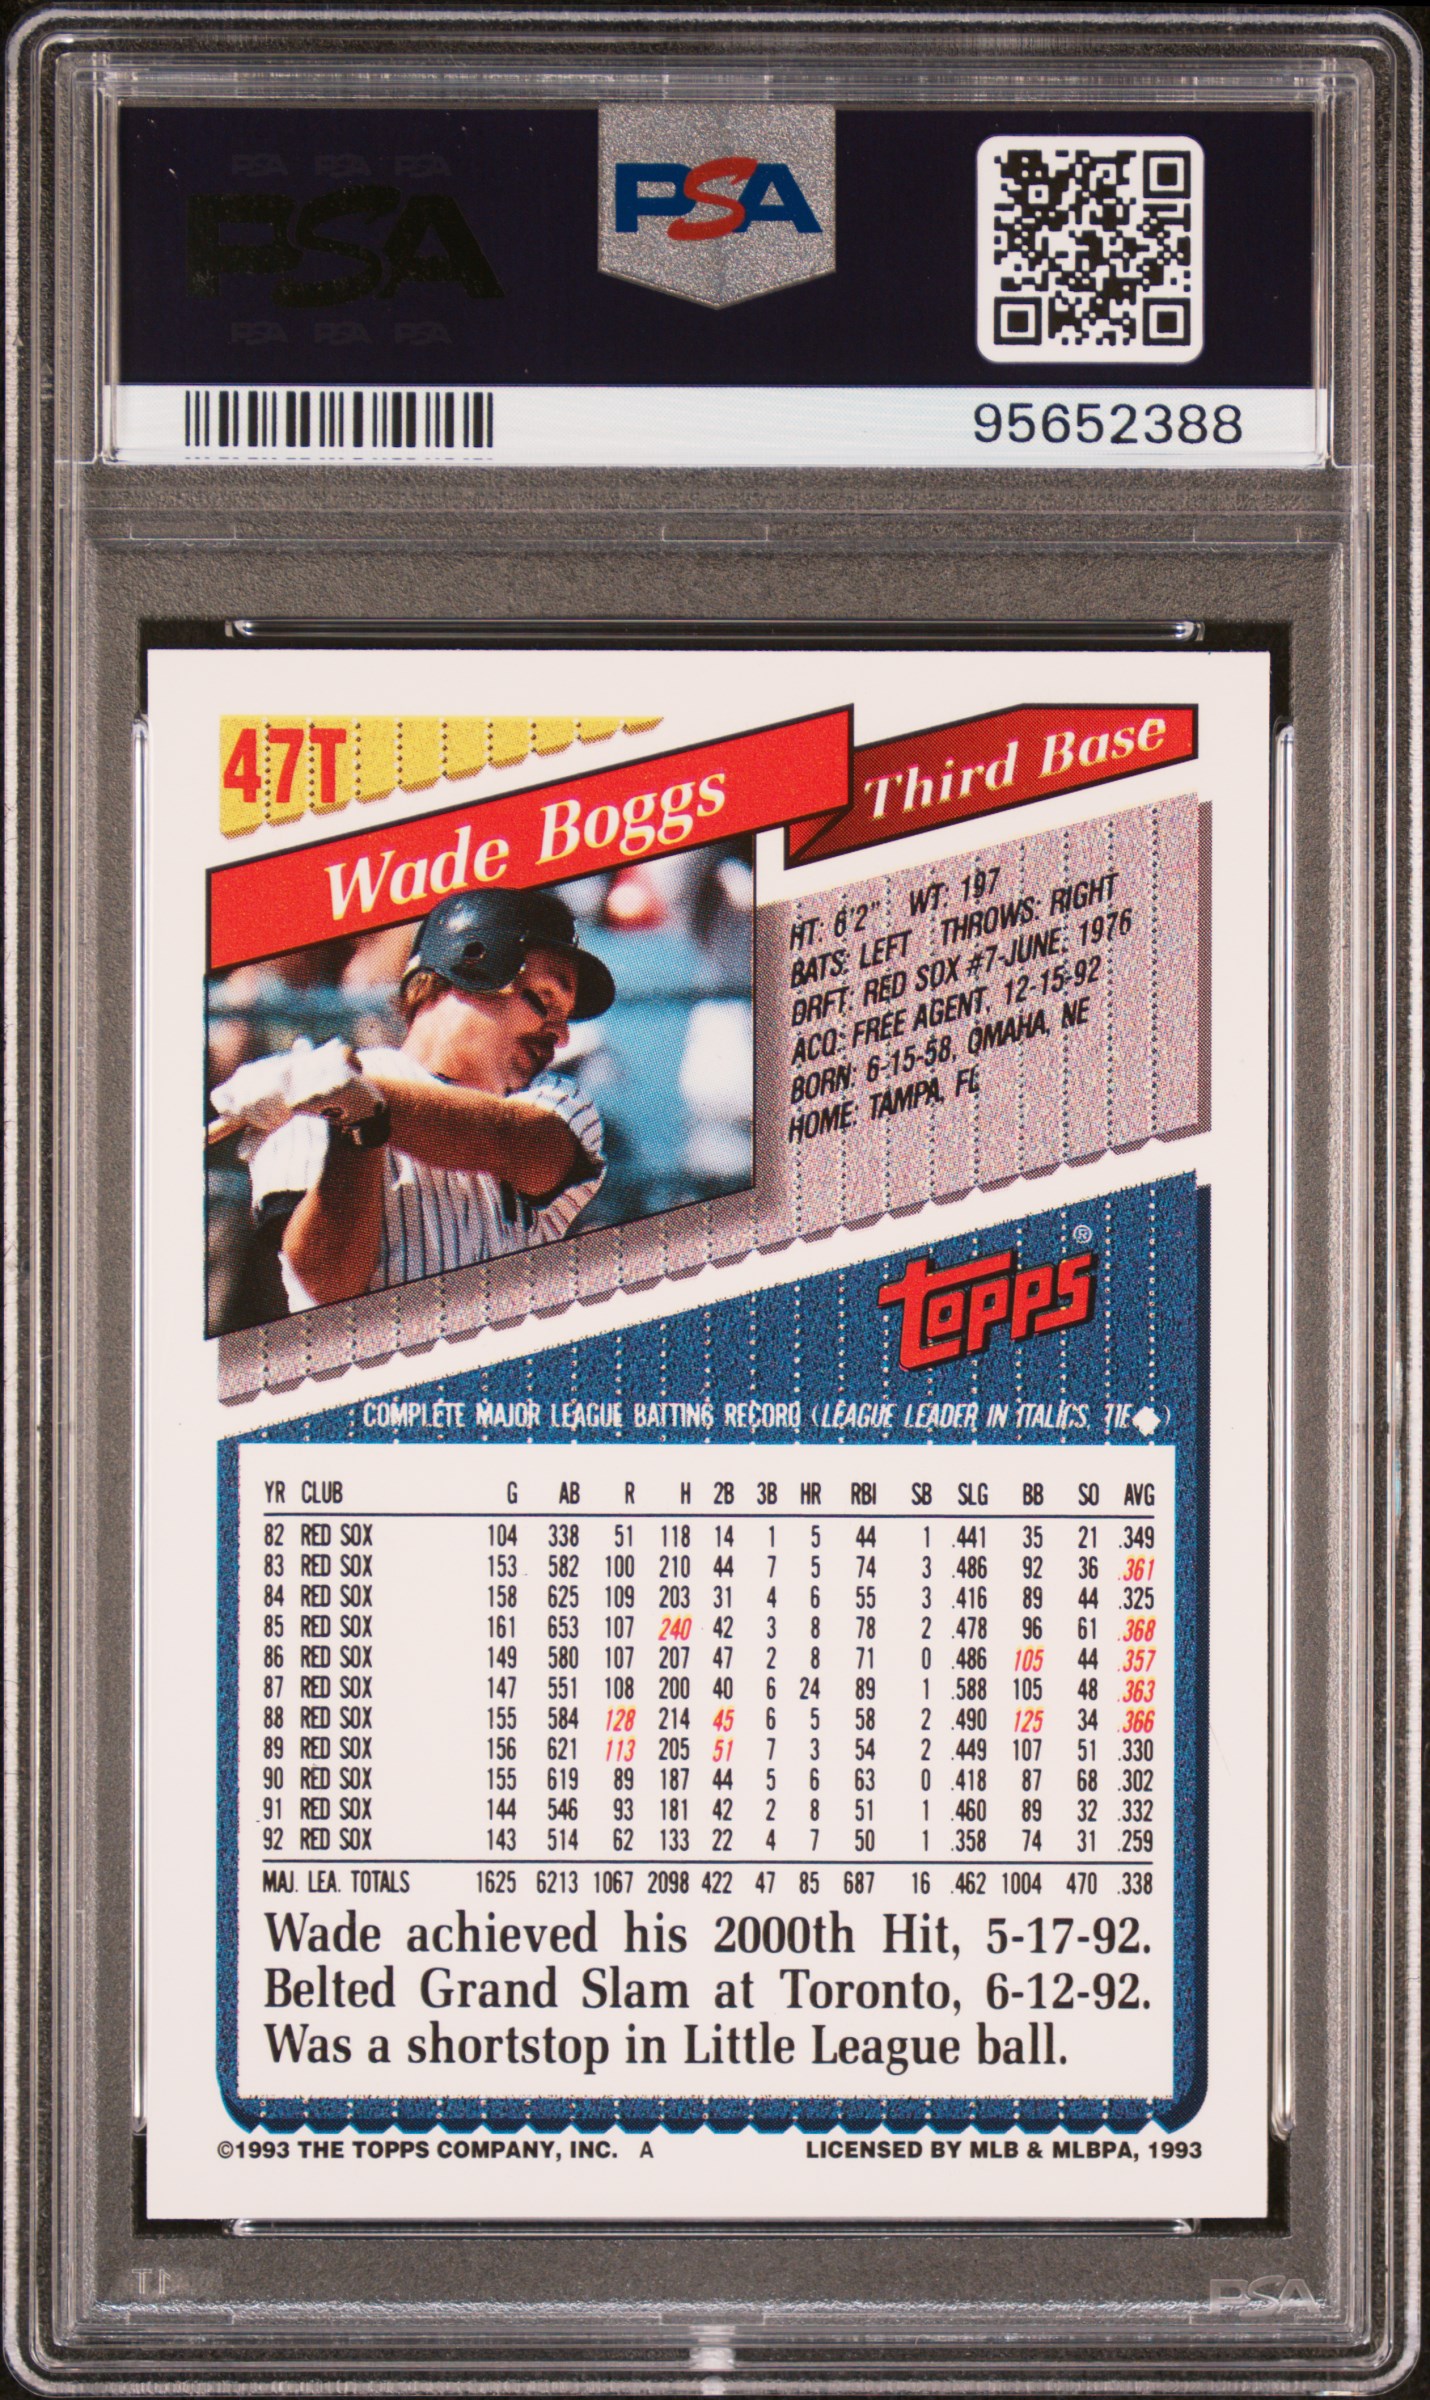 PSA PSA PSA
PSA
PSA PSA PSA
PSA
95652388
47T
Wade Boggs
Third Base
HT: 6'2" WT: 197
BATS: LEFT THROWS: RIGHT
DRFT: RED SOX #7-JUNE, 1976
ACQ: FREE AGENT, 12-15-92
BORN: 6-15-58, OMAHA, NE
HOME: TAMPA, FL
TOPPS®
COMPLETE MAJOR LEAGUE BATTING RECORD (LEAGUE LEADER IN ITALICS, TIE ◆)
YR CLUB G AB R H 2B 3B HR RBI SB SLG BB SO AVG
82 RED SOX 104 338 51 118 14 1 5 44 1 .441 35 21 .349
83 RED SOX 153 582 100 210 44 7 5 74 3 .486 92 36 .361
84 RED SOX 158 625 109 203 31 4 6 55 3 .416 89 44 .325
85 RED SOX 161 653 107 240 42 3 8 78 2 .478 96 61 .368
86 RED SOX 149 580 107 207 47 2 8 71 0 .486 105 44 .357
87 RED SOX 147 551 108 200 40 6 24 89 1 .588 105 48 .363
88 RED SOX 155 584 128 214 45 6 5 58 2 .490 125 34 .366
89 RED SOX 156 621 113 205 51 7 3 54 2 .449 107 51 .330
90 RED SOX 155 619 89 187 44 5 6 63 0 .418 87 68 .302
91 RED SOX 144 546 93 181 42 2 8 51 1 .460 89 32 .332
92 RED SOX 143 514 62 133 22 4 7 50 1 .358 74 31 .259
MAJ. LEA. TOTALS 1625 6213 1067 2098 422 47 85 687 16 .462 1004 470 .338
Wade achieved his 2000th Hit, 5-17-92.
Belted Grand Slam at Toronto, 6-12-92.
Was a shortstop in Little League ball.
©1993 THE TOPPS COMPANY, INC. A LICENSED BY MLB & MLBPA, 1993
PSA